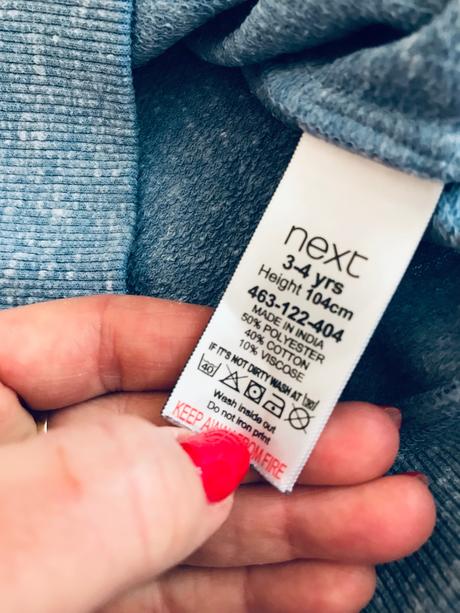 next
3-4 yrs
Height 104cm
463-122-404
MADE IN INDIA
50% POLYESTER
40% COTTON
10% VISCOSE
IF IT'S NOT DIRTY WASH AT 30
40
Wash inside out
Do not iron print
KEEP AWAY FROM FIRE